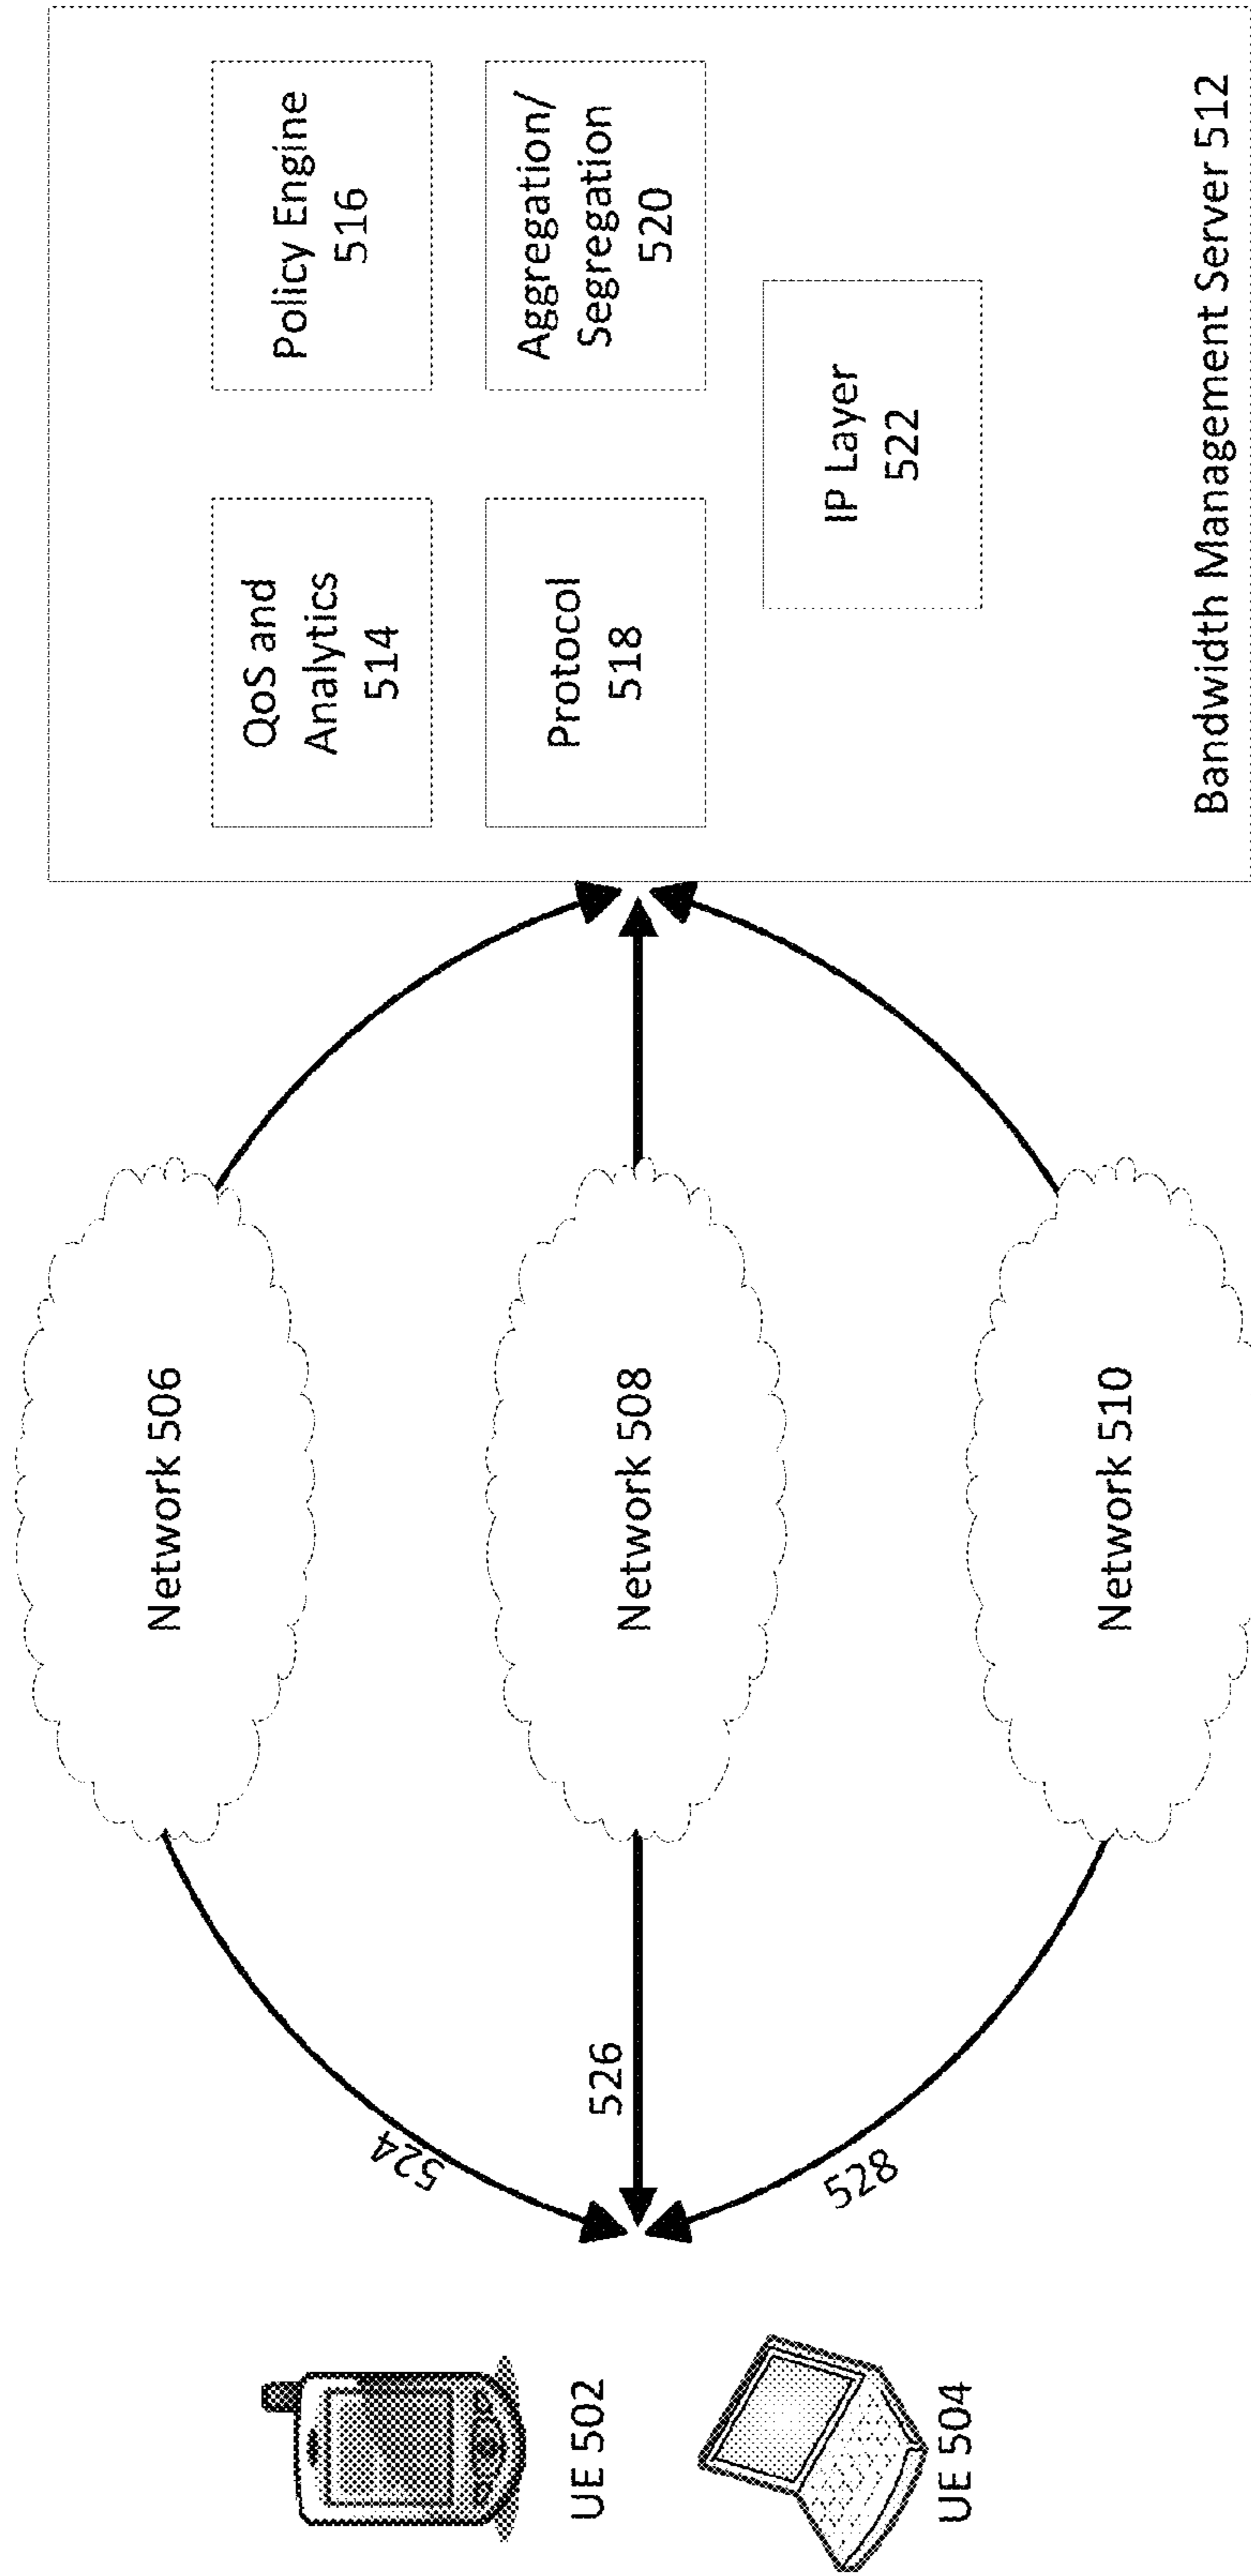 UE 502
UE 504
524
526
528
Network 506
Network 508
Network 510
QoS and
Analytics
514
Policy Engine
516
Protocol
518
Aggregation/
Segregation
520
IP Layer
522
Bandwidth Management Server 512